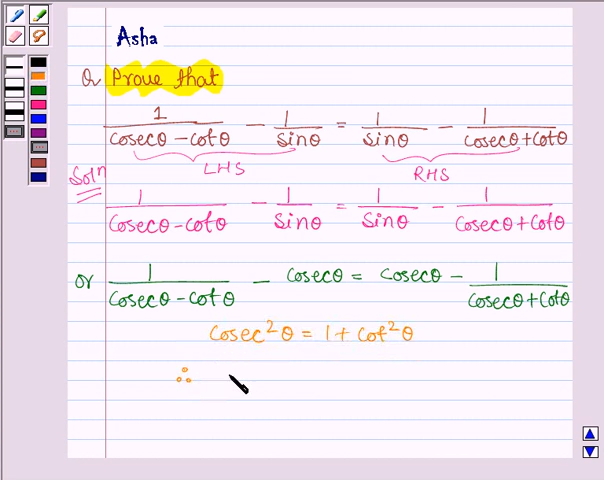 Asha
Q Prove that
1/(cosecθ - cotθ) - 1/sinθ = 1/sinθ - 1/(cosecθ + cotθ)
LHS RHS
Soln
1/(cosecθ - cotθ) - 1/sinθ = 1/sinθ - 1/(cosecθ + cotθ)
or 1/(cosecθ - cotθ) - cosecθ = cosecθ - 1/(cosecθ + cotθ)
cosec²θ = 1 + cot²θ
∴